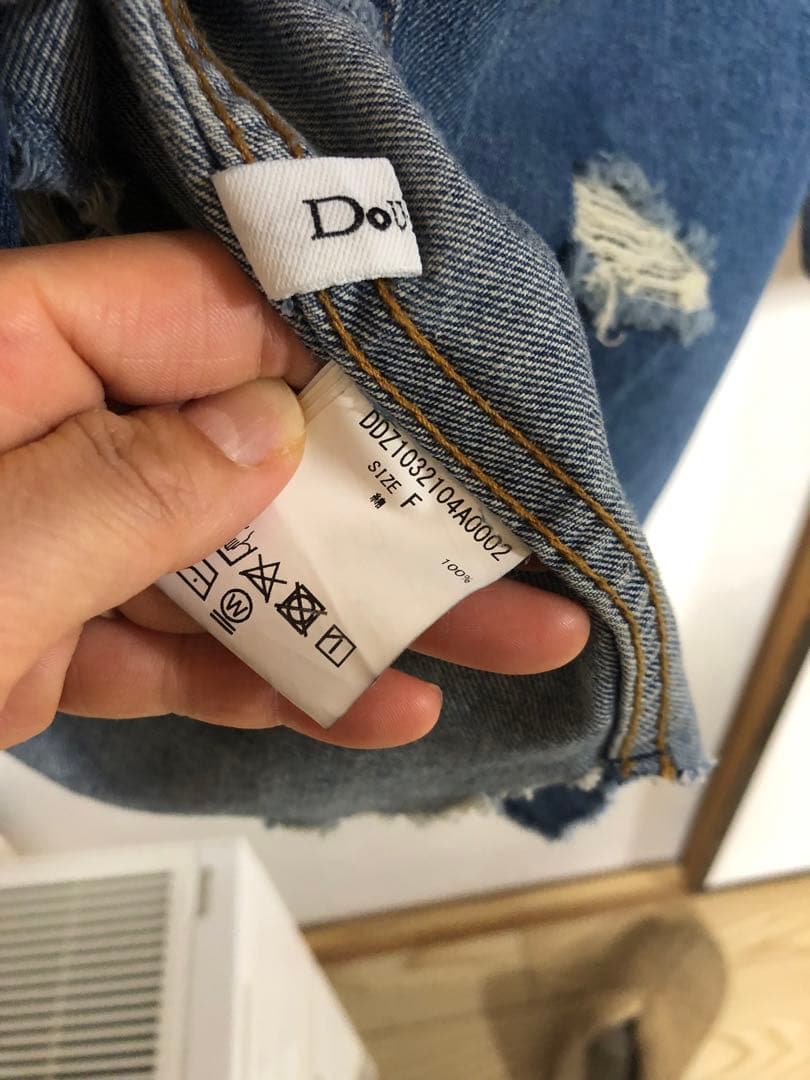 DOU
DDZ1032104A0002
SIZE F
綿 100%
W